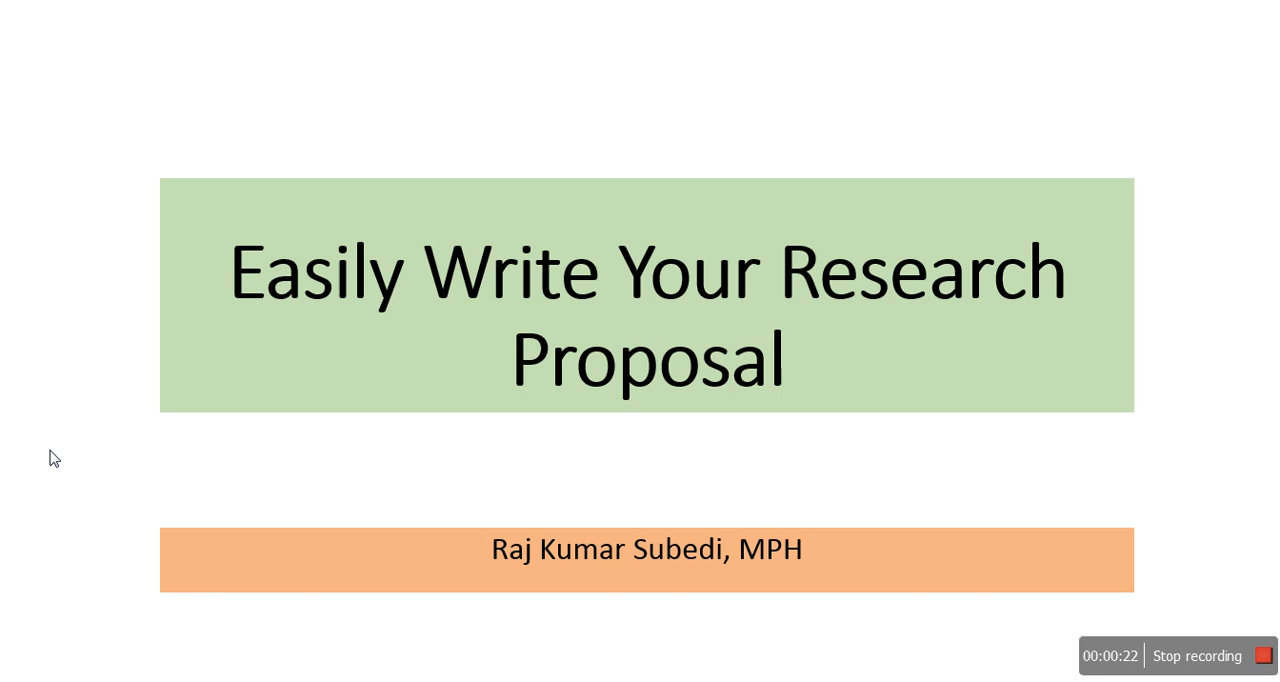 Easily Write Your Research
Proposal
Raj Kumar Subedi, MPH
00:00:22 Stop recording